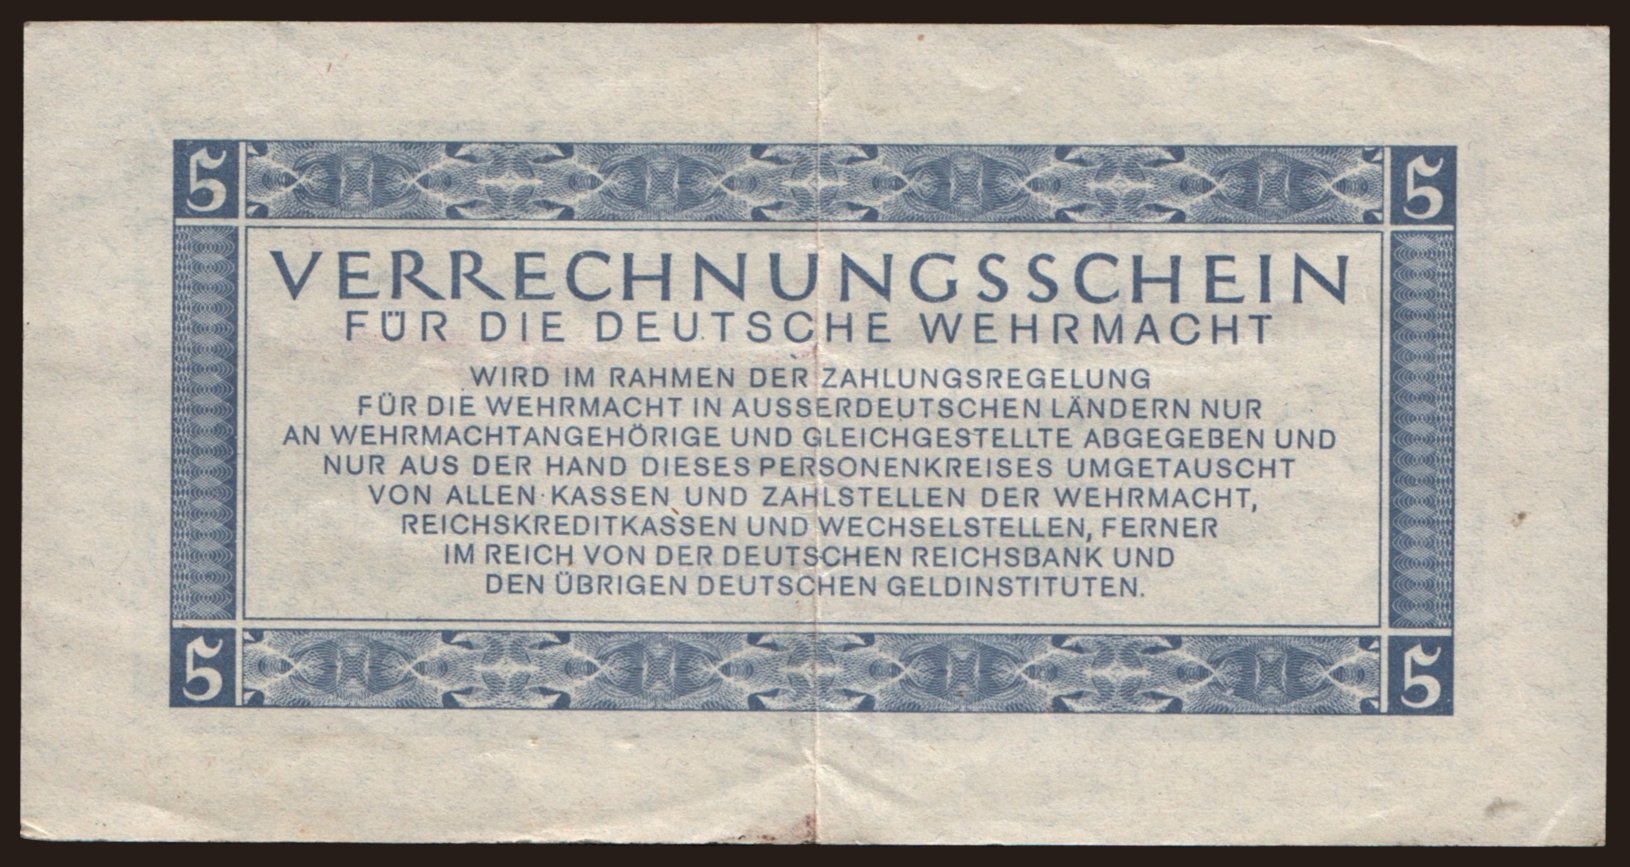 5 5
VERRECHNUNGSSCHEIN
FÜR DIE DEUTSCHE WEHRMACHT
WIRD IM RAHMEN DER ZAHLUNGSREGELUNG
FÜR DIE WEHRMACHT IN AUSSERDEUTSCHEN LÄNDERN NUR
AN WEHRMACHTANGEHÖRIGE UND GLEICHGESTELLTE ABGEGEBEN UND
NUR AUS DER HAND DIESES PERSONENKREISES UMGETAUSCHT
VON ALLEN KASSEN UND ZAHLSTELLEN DER WEHRMACHT,
REICHSKREDITKASSEN UND WECHSELSTELLEN, FERNER
IM REICH VON DER DEUTSCHEN REICHSBANK UND
DEN ÜBRIGEN DEUTSCHEN GELDINSTITUTEN.
5 5